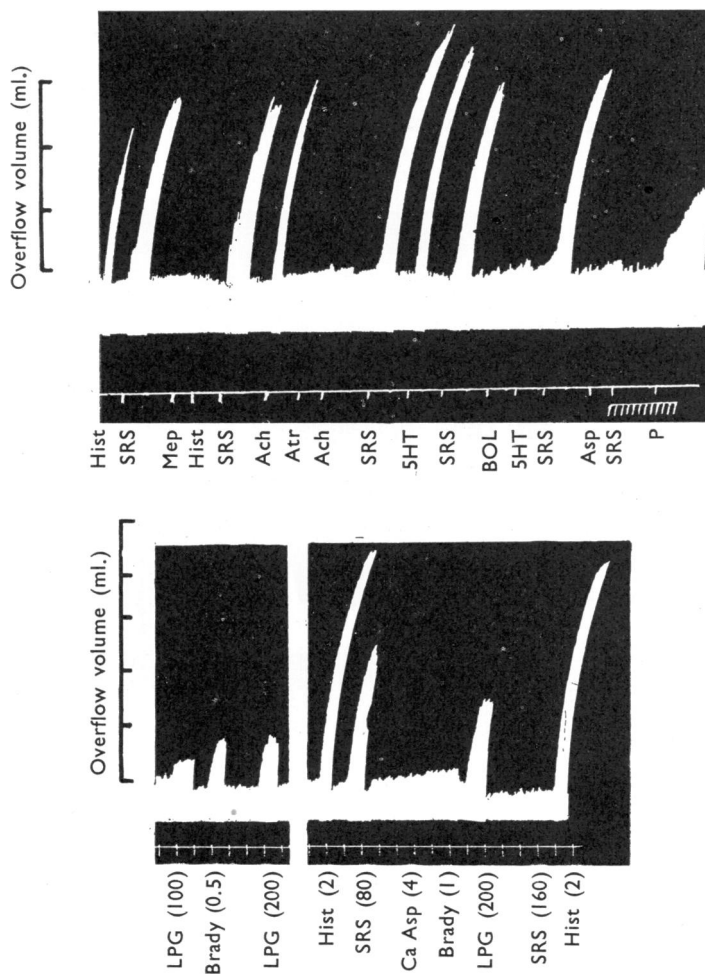 Overflow volume (ml.)
Hist
SRS
Mep
Hist
SRS
Ach
Atr
Ach
SRS
5HT
SRS
BOL
5HT
SRS
Asp
SRS
P
Overflow volume (ml.)
LPG (100)
Brady (0.5)
LPG (200)
Hist (2)
SRS (80)
Ca Asp (4)
Brady (1)
LPG (200)
SRS (160)
Hist (2)